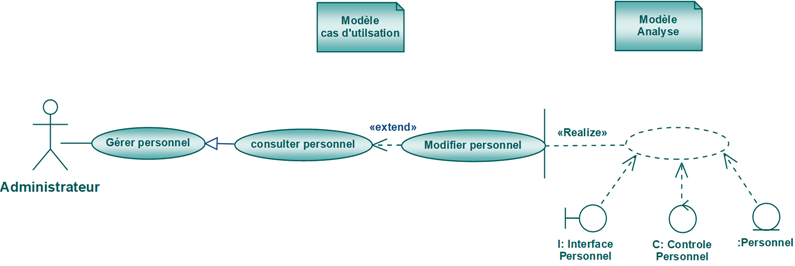 Modèle
cas d'utilsation
Modèle
Analyse
Gérer personnel
consulter personnel
«extend»
Modifier personnel
«Realize»
Administrateur
I: Interface
Personnel
C: Controle
Personnel
:Personnel